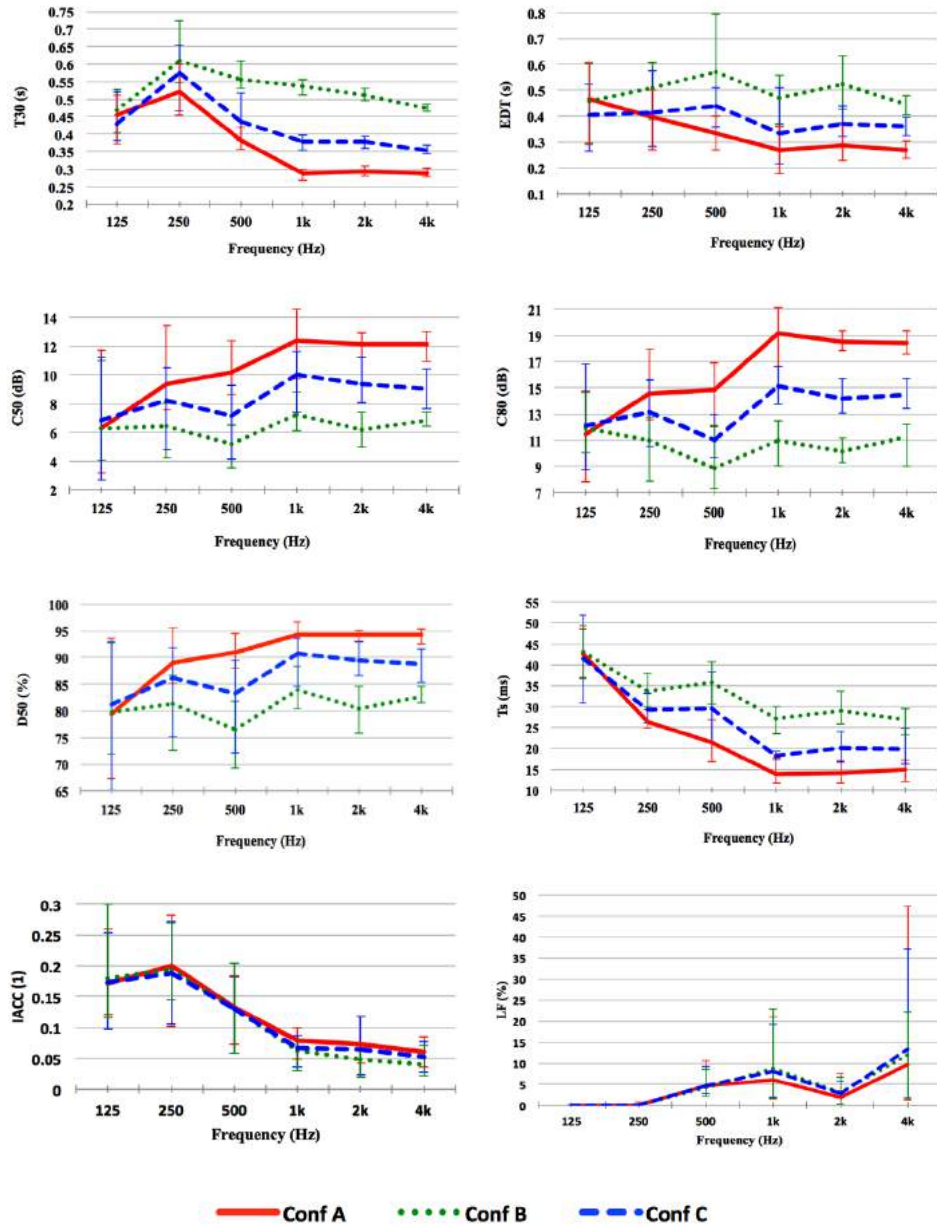 0.75
0.7
0.65
0.6
0.55
0.5
0.45
0.4
0.35
0.3
0.25
0.2
T30 (s)
125 250 500 1k 2k 4k
Frequency (Hz)
0.8
0.7
0.6
0.5
0.4
0.3
0.2
0.1
EDT (s)
125 250 500 1k 2k 4k
Frequency (Hz)
14
12
10
8
6
4
2
C50 (dB)
125 250 500 1k 2k 4k
Frequency (Hz)
21
19
17
15
13
11
9
7
C80 (dB)
125 250 500 1k 2k 4k
Frequency (Hz)
100
95
90
85
80
75
70
65
D50 (%)
125 250 500 1k 2k 4k
Frequency (Hz)
55
50
45
40
35
30
25
20
15
10
Ts (ms)
125 250 500 1k 2k 4k
Frequency (Hz)
0.3
0.25
0.2
0.15
0.1
0.05
0
IACC (1)
125 250 500 1k 2k 4k
Frequency (Hz)
50
45
40
35
30
25
20
15
10
5
0
LF (%)
125 250 500 1k 2k 4k
Frequency (Hz)
Conf A Conf B Conf C